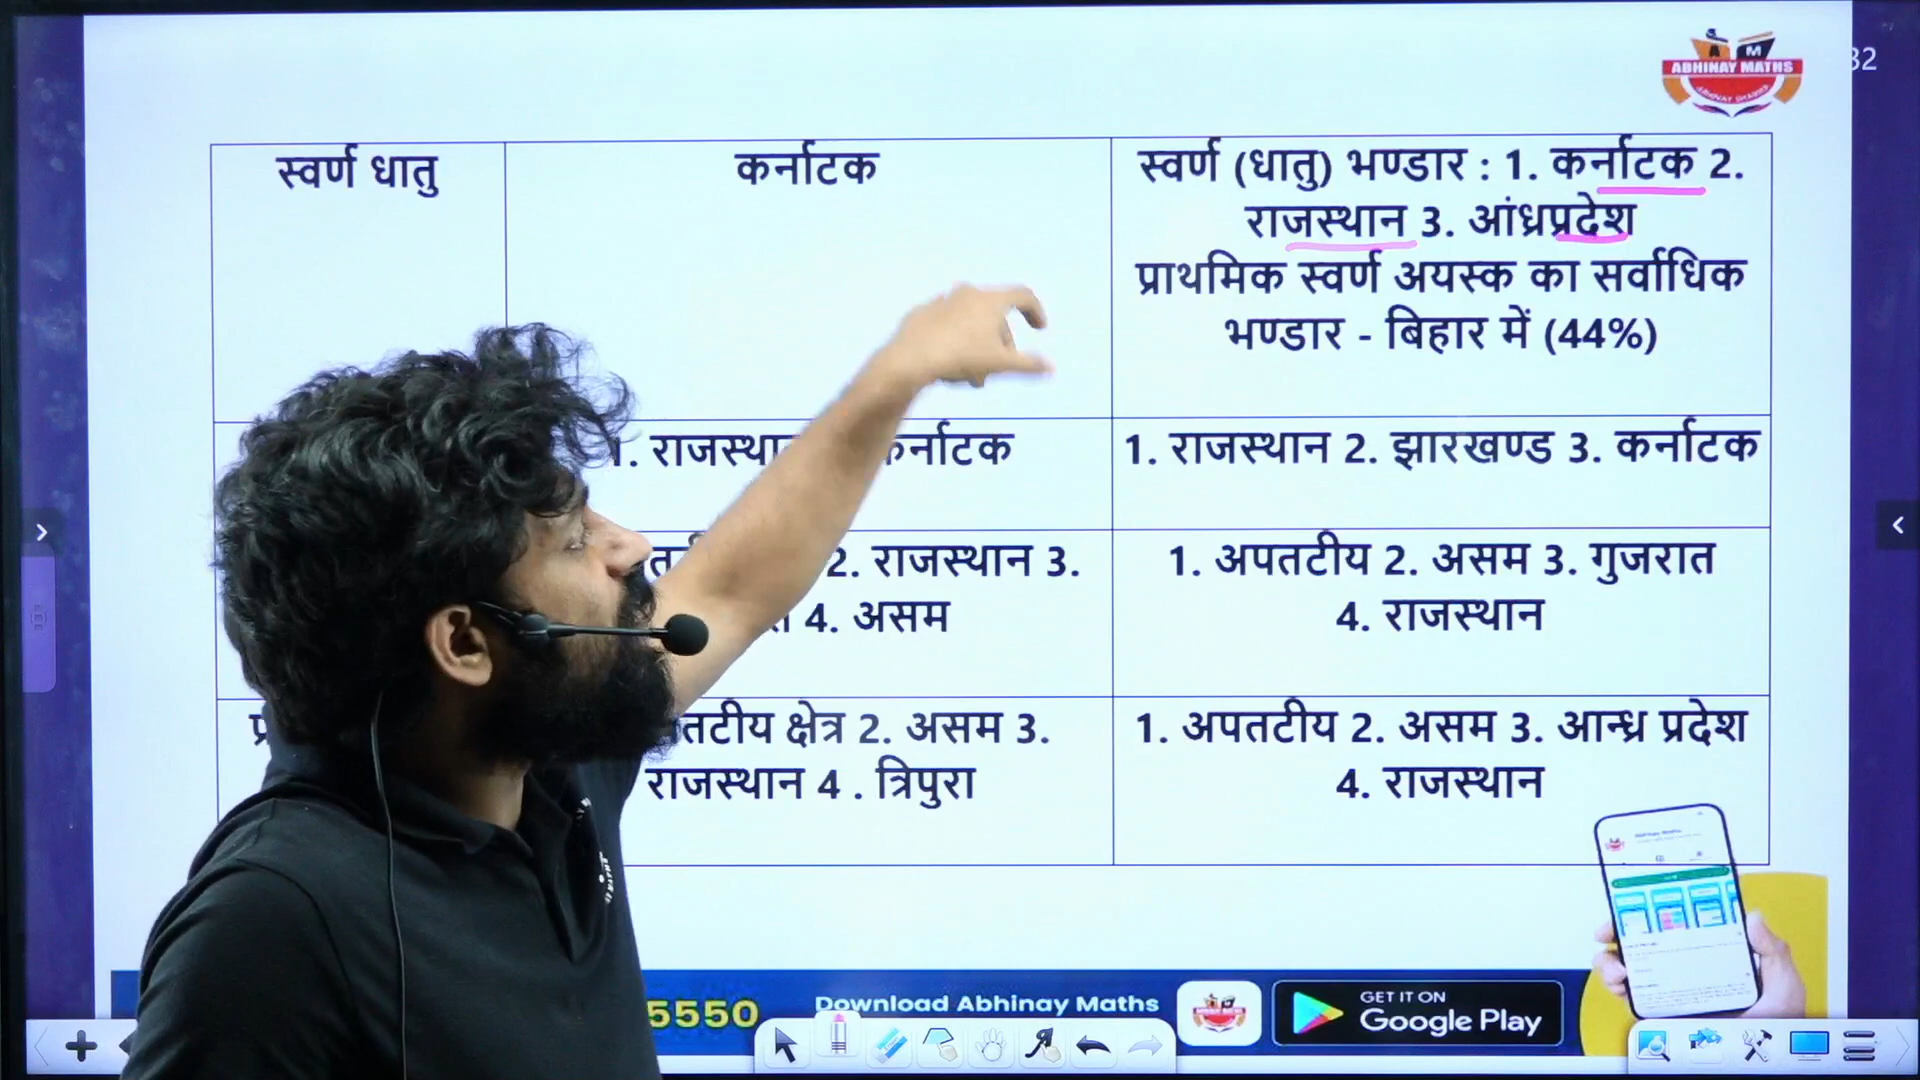 A M
ABHINAY MATHS
ABHINAY SHARMA
32
स्वर्ण धातु
कर्नाटक
स्वर्ण (धातु) भण्डार : 1. कर्नाटक 2.
राजस्थान 3. आंध्रप्रदेश
प्राथमिक स्वर्ण अयस्क का सर्वाधिक
भण्डार - बिहार में (44%)
1. राजस्था
कर्नाटक
1. राजस्थान 2. झारखण्ड 3. कर्नाटक
2. राजस्थान 3.
4. असम
1. अपतटीय 2. असम 3. गुजरात
4. राजस्थान
तटीय क्षेत्र 2. असम 3.
राजस्थान 4 . त्रिपुरा
1. अपतटीय 2. असम 3. आन्ध्र प्रदेश
4. राजस्थान
5550
Download Abhinay Maths
GET IT ON
Google Play